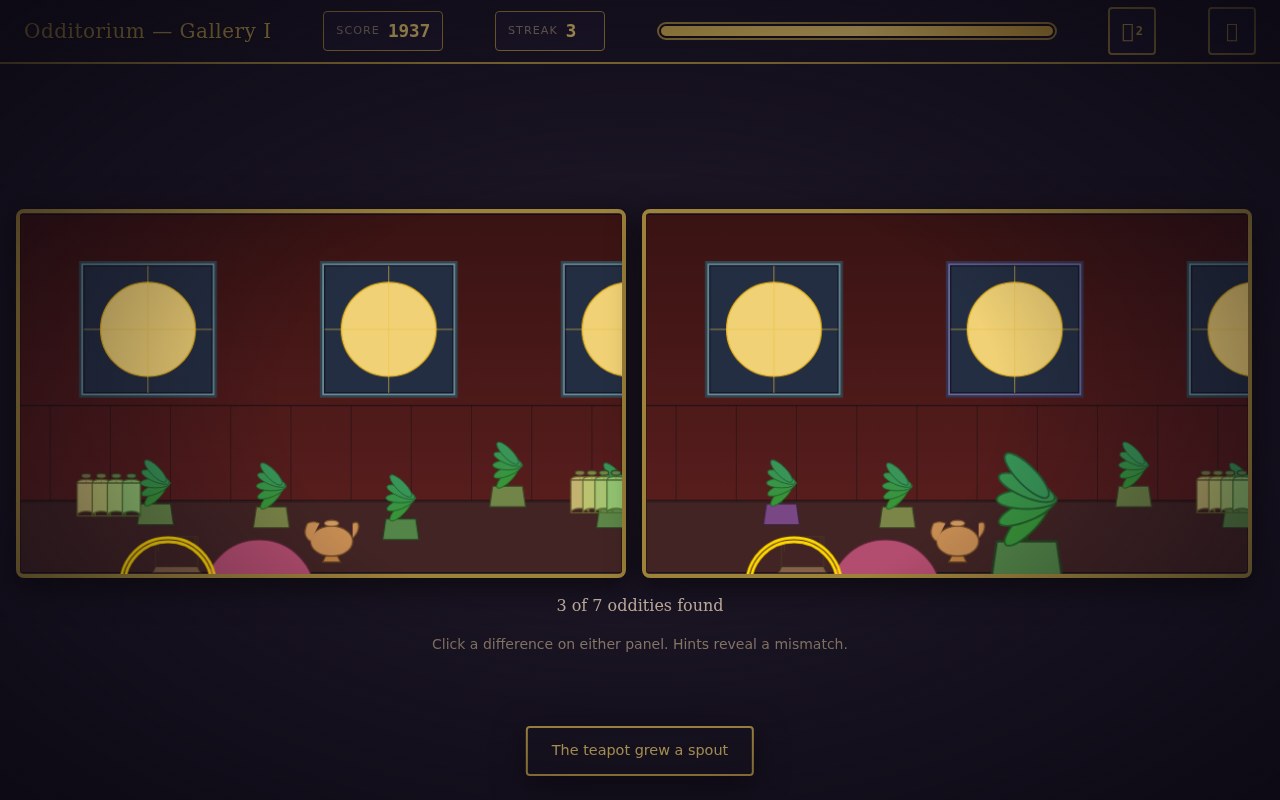 Odditorium — Gallery I
SCORE 1937
STREAK 3
2
3 of 7 oddities found
Click a difference on either panel. Hints reveal a mismatch.
The teapot grew a spout